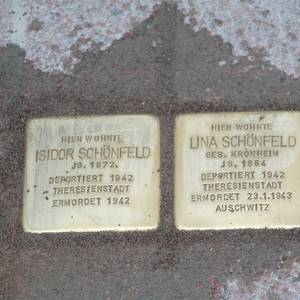 HIER WOHNTE
ISIDOR SCHÖNFELD
JG. 1872.
DEPORTIERT 1942
THERESIENSTADT
ERMORDET 1942
HIER WOHNTE
LINA SCHÖNFELD
GEB. KRONHEIM
JG. 1884
DEPORTIERT 1942
THERESIENSTADT
ERMORDET 23.1.1943
AUSCHWITZ